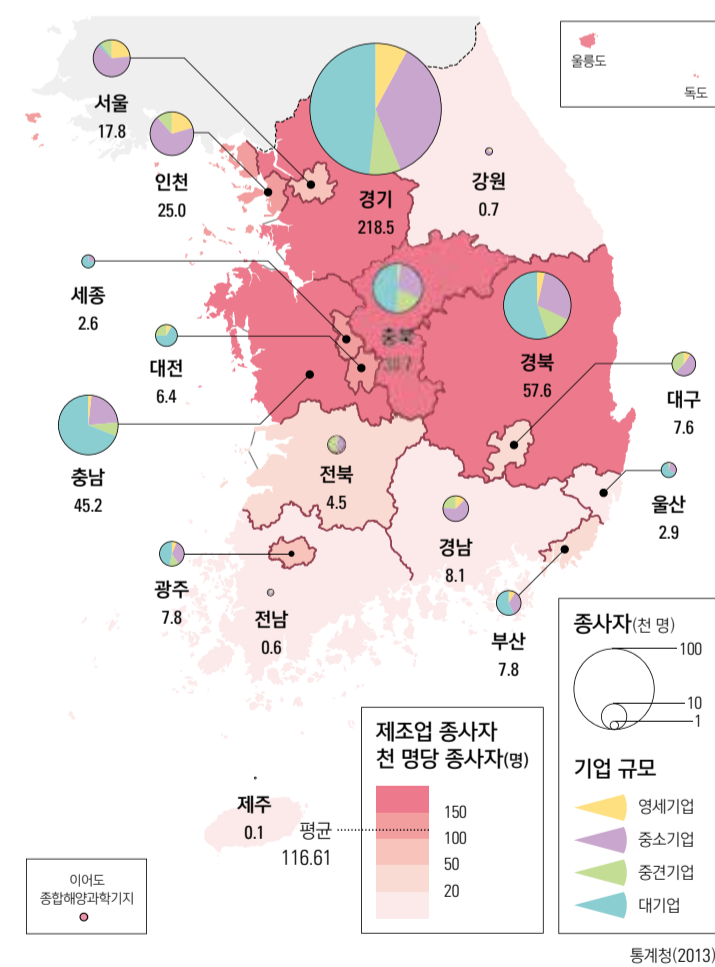 울릉도
독도
서울
17.8
인천
25.0
경기
218.5
강원
0.7
세종
2.6
충북
대전
6.4
경북
57.6
대구
7.6
충남
45.2
전북
4.5
울산
2.9
경남
8.1
광주
7.8
전남
0.6
부산
7.8
제주
0.1
종사자(천 명)
100
10
1
기업 규모
영세기업
중소기업
중견기업
대기업
제조업 종사자
천 명당 종사자(명)
150
100
50
20
평균
116.61
이어도
종합해양과학기지
통계청(2013)